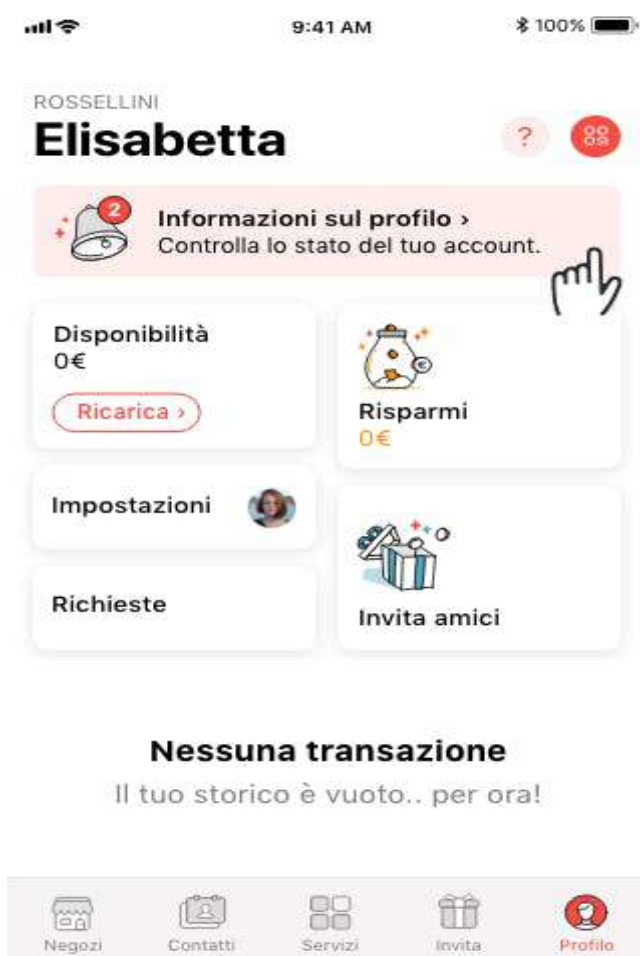 9:41 AM
100%
ROSSELLINI
Elisabetta
?
2
Informazioni sul profilo ›
Controlla lo stato del tuo account.
Disponibilità
0€
Ricarica ›
€
Risparmi
0€
Impostazioni
Richieste
Invita amici
Nessuna transazione
Il tuo storico è vuoto.. per ora!
Negozi
Contatti
Servizi
Invita
Profilo